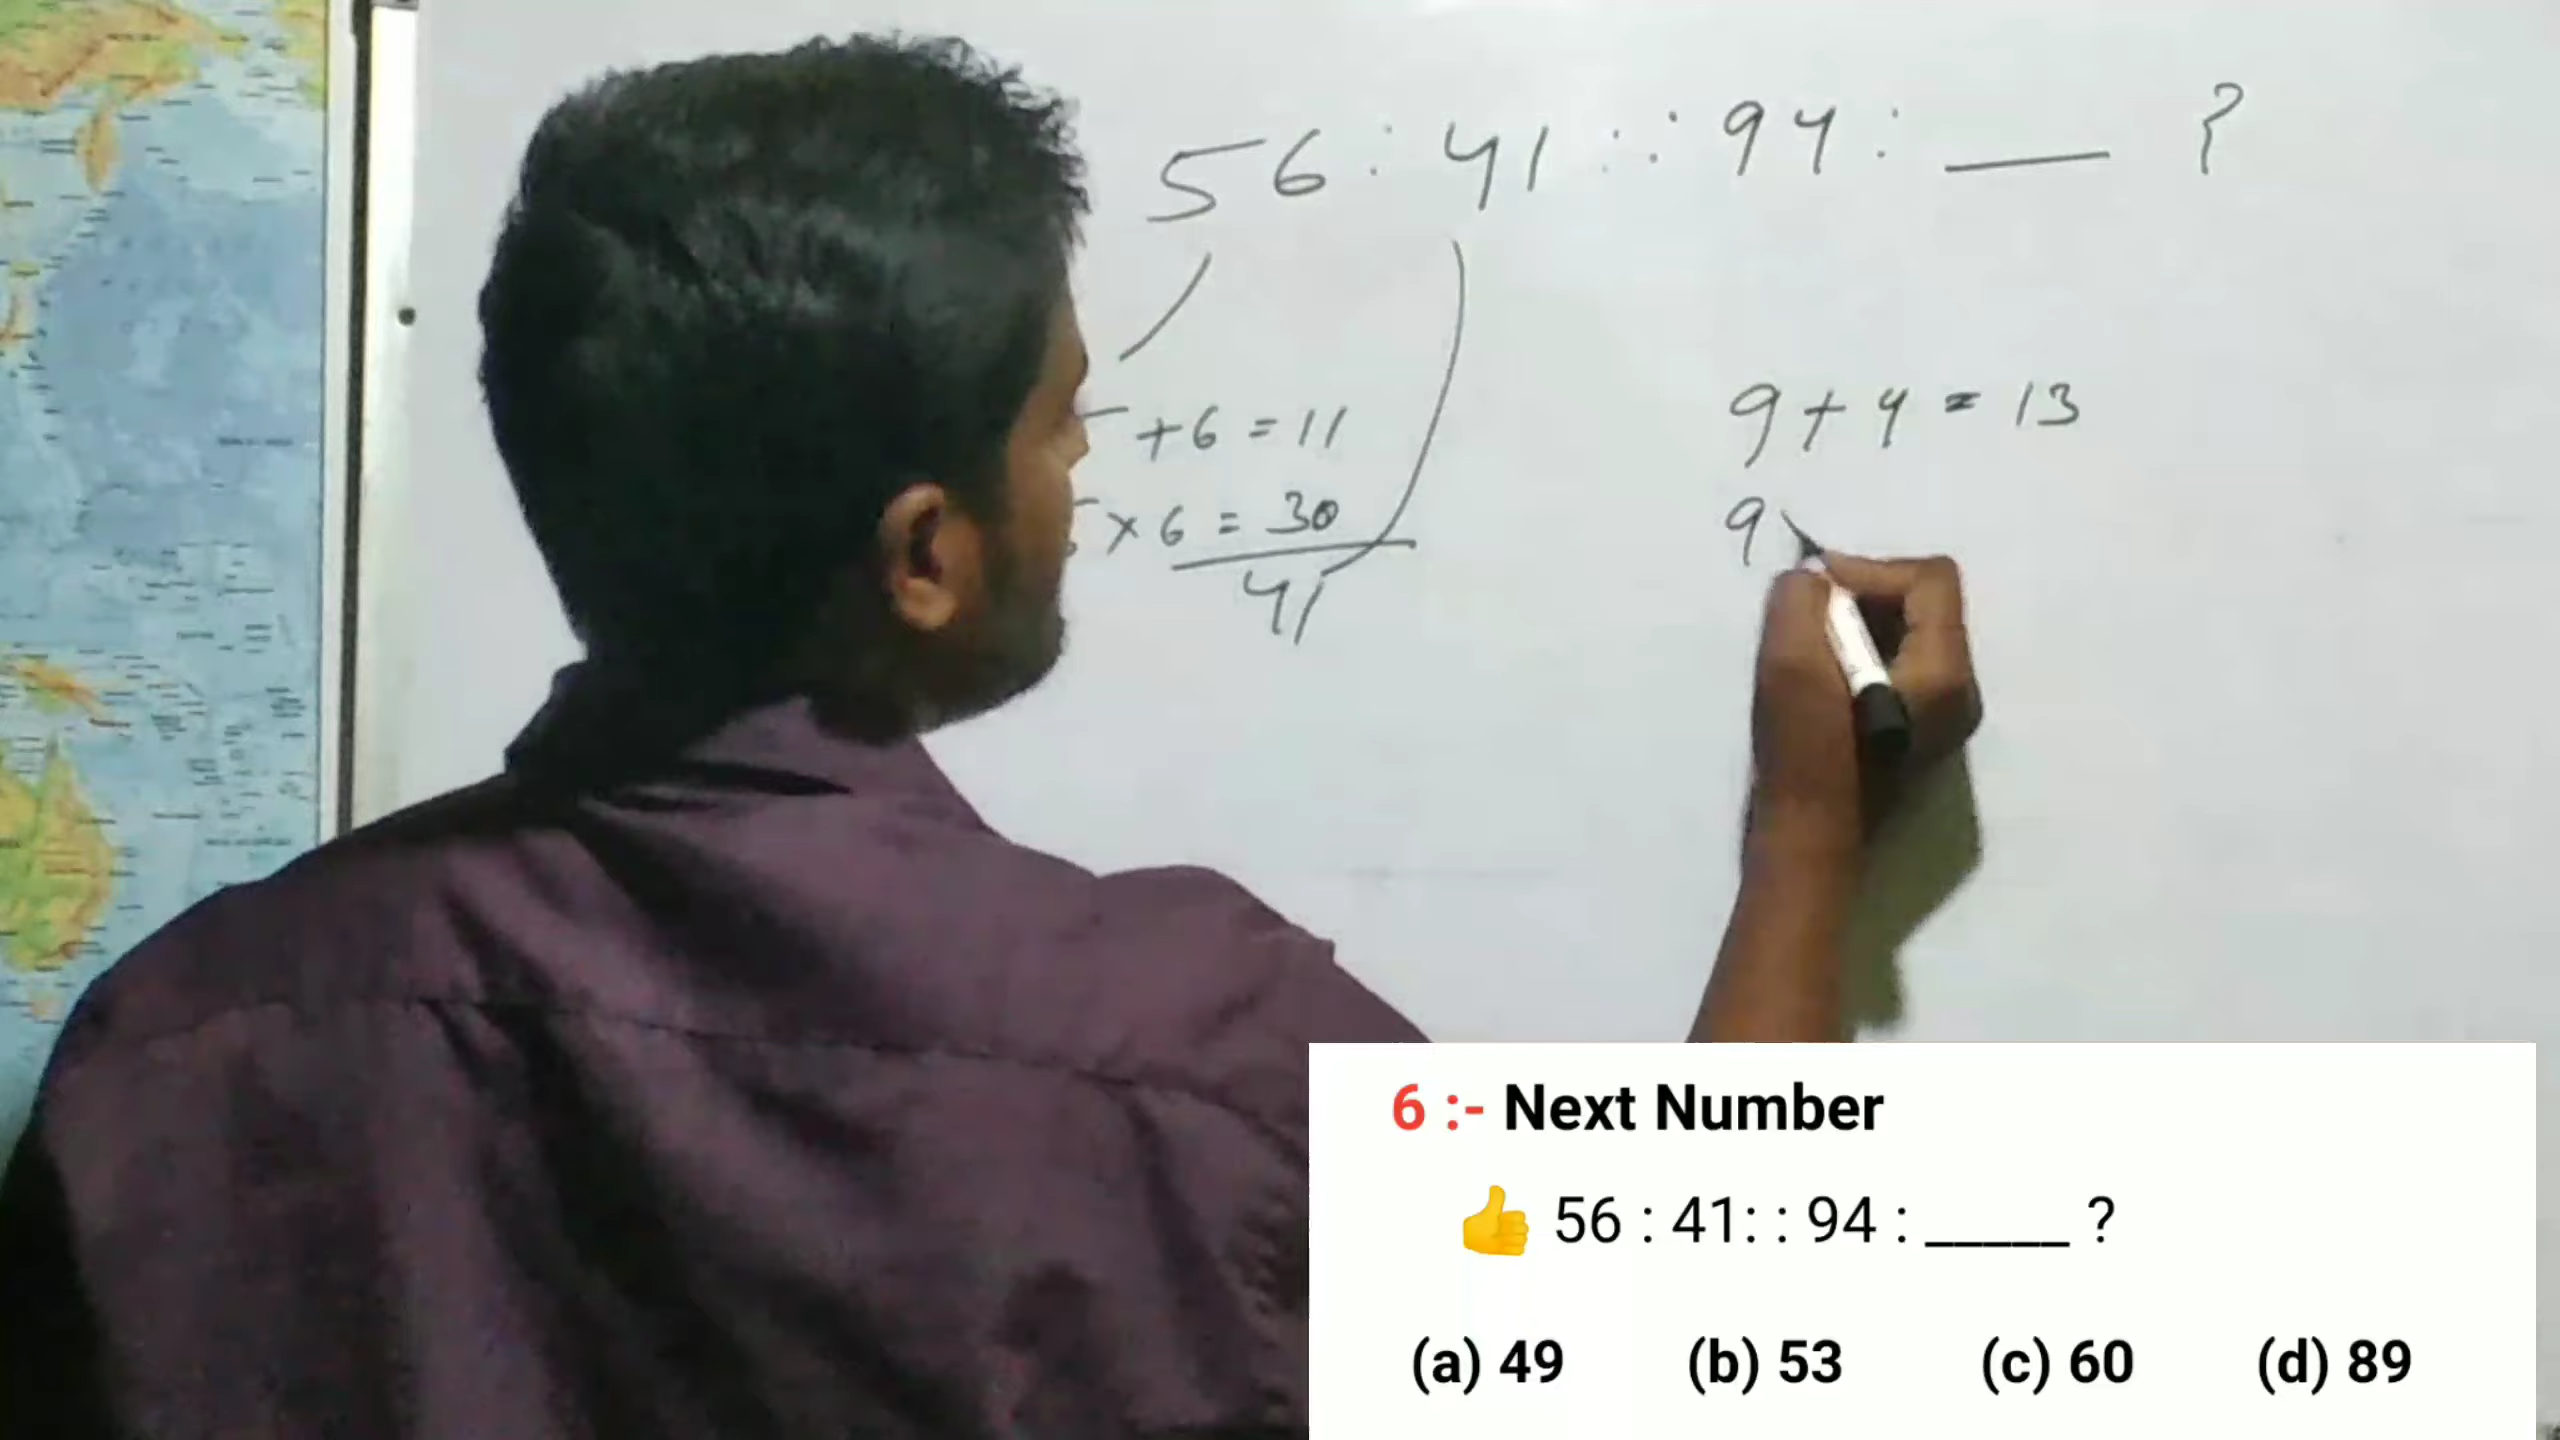 56 : 41 :: 94 : ___ ?
+ 6 = 11
9 + 4 = 13
× 6 = 30
9
41
6 :- Next Number
👍 56 : 41: : 94 : _____ ?
(a) 49 (b) 53 (c) 60 (d) 89